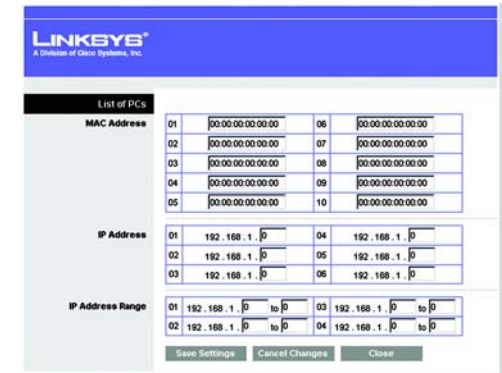 LINKSYS®
A Division of Cisco Systems, Inc.
List of PCs
MAC Address
01 00:00:00:00:00:00 06 00:00:00:00:00:00
02 00:00:00:00:00:00 07 00:00:00:00:00:00
03 00:00:00:00:00:00 08 00:00:00:00:00:00
04 00:00:00:00:00:00 09 00:00:00:00:00:00
05 00:00:00:00:00:00 10 00:00:00:00:00:00
IP Address
01 192.168.1.0 04 192.168.1.0
02 192.168.1.0 05 192.168.1.0
03 192.168.1.0 06 192.168.1.0
IP Address Range
01 192.168.1.0 to 0 03 192.168.1.0 to 0
02 192.168.1.0 to 0 04 192.168.1.0 to 0
Save Settings Cancel Changes Close